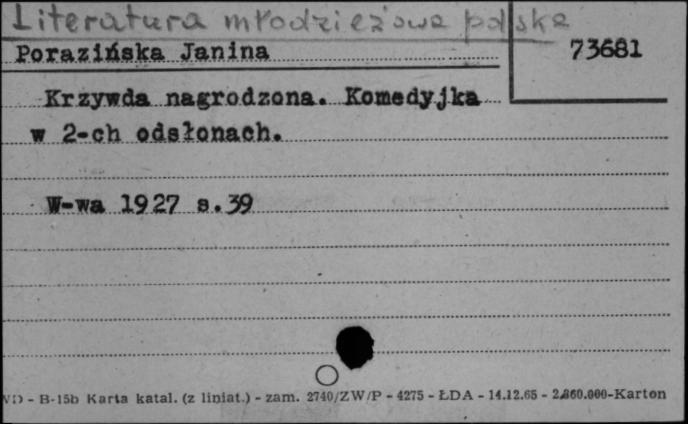 Literatura młodzieżowa polska
Porazińska Janina
73681
Krzywda nagrodzona. Komedyjka
w 2-ch odsłonach.
W-wa 1927 s.39
WD - B-15b Karta katal. (z liniat.) - zam. 2740/ZW/P - 4275 - ŁDA - 14.12.65 - 2.860.000-Karton